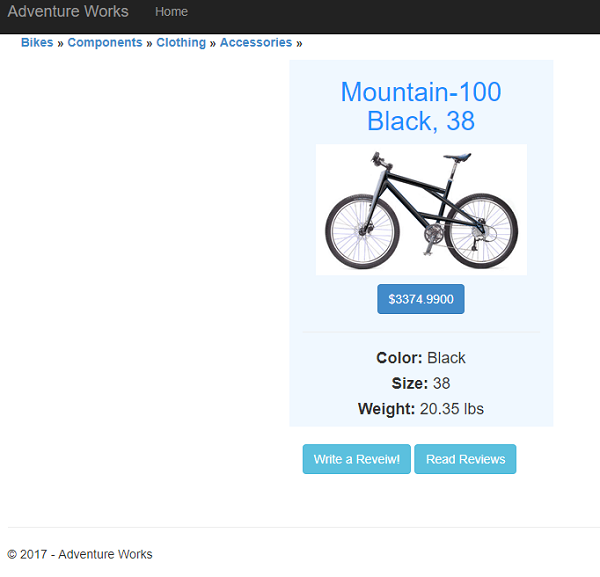 Adventure Works Home
Bikes » Components » Clothing » Accessories »
Mountain-100
Black, 38
$3374.9900
Color: Black
Size: 38
Weight: 20.35 lbs
Write a Reveiw! Read Reviews
© 2017 - Adventure Works